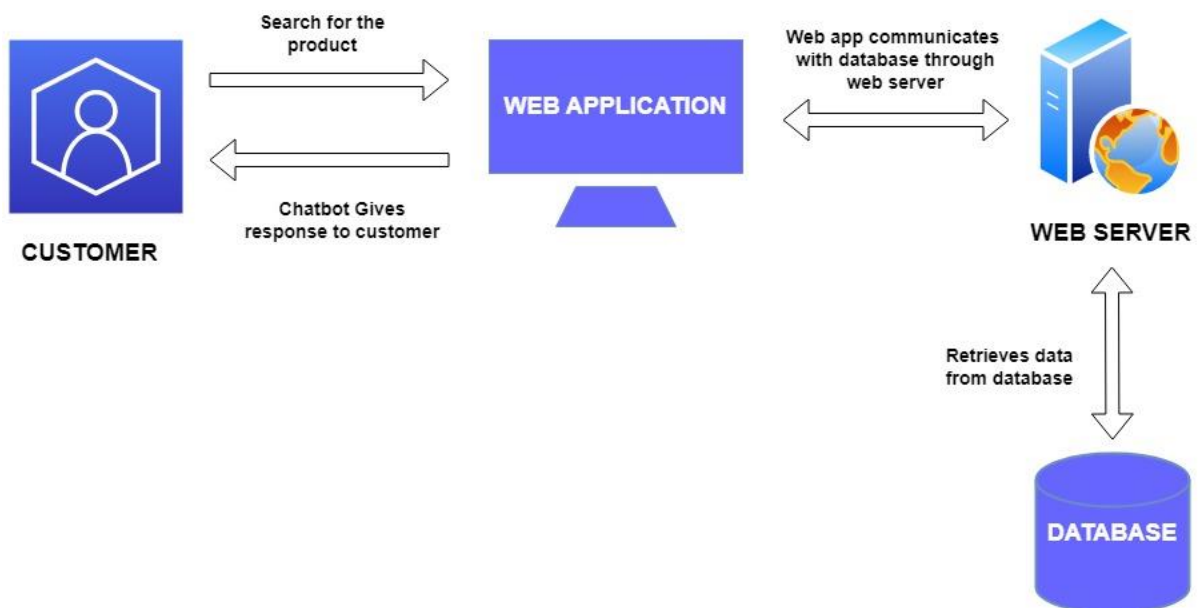 Search for the
product
WEB APPLICATION
Chatbot Gives
response to customer
CUSTOMER
Web app communicates
with database through
web server
WEB SERVER
Retrieves data
from database
DATABASE